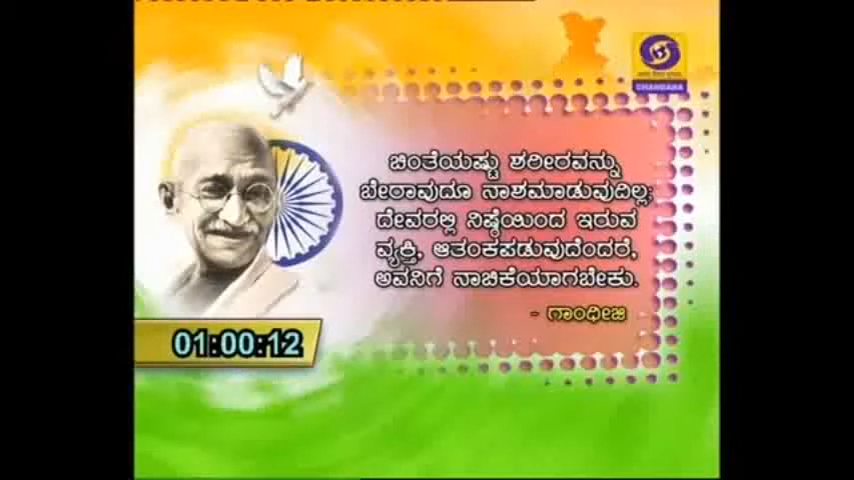 CHANDANA
ಚಿಂತೆಯಷ್ಟು ಶರೀರವನ್ನು
ಬೇರಾವುದೂ ನಾಶಮಾಡುವುದಿಲ್ಲ;
ದೇವರಲ್ಲಿ ನಿಷ್ಠೆಯಿಂದ ಇರುವ
ವ್ಯಕ್ತಿ, ಆತಂಕಪಡುವುದೆಂದರೆ,
ಅವನಿಗೆ ನಾಚಿಕೆಯಾಗಬೇಕು.
- ಗಾಂಧೀಜಿ
01:00:12